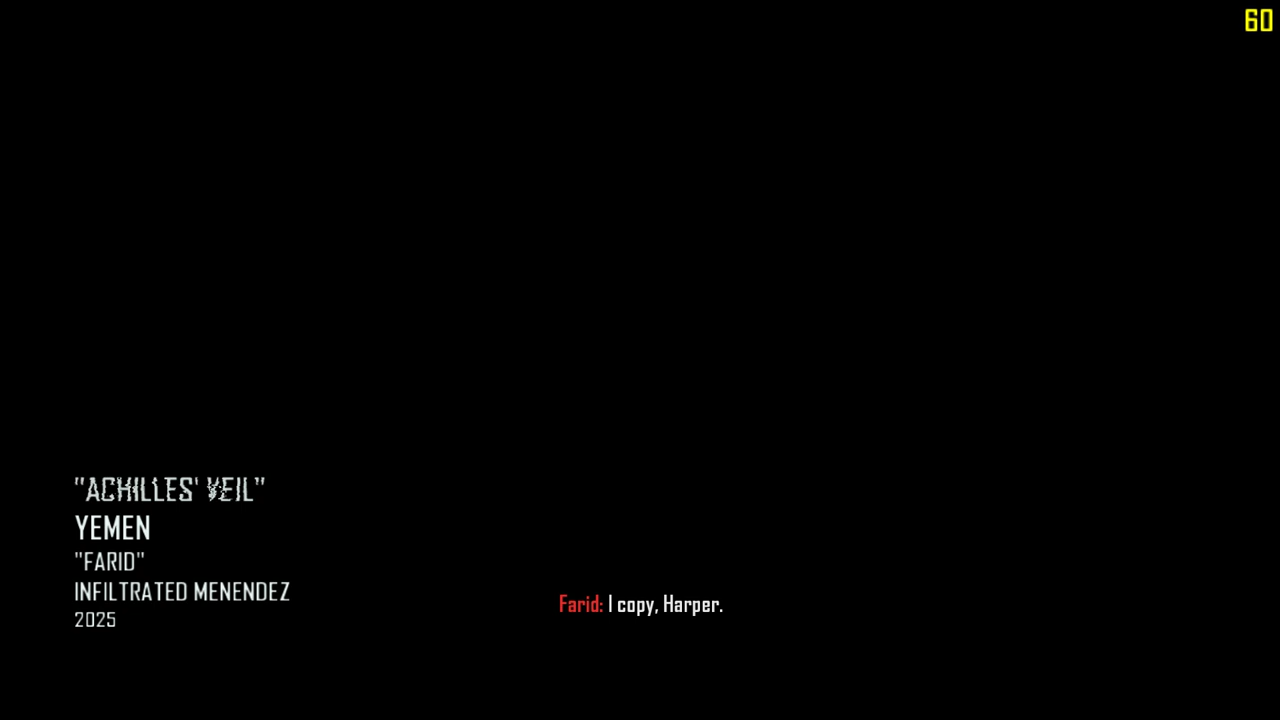 60
"ACHILLES' VEIL"
YEMEN
"FARID"
INFILTRATED MENENDEZ
2025
Farid: I copy, Harper.